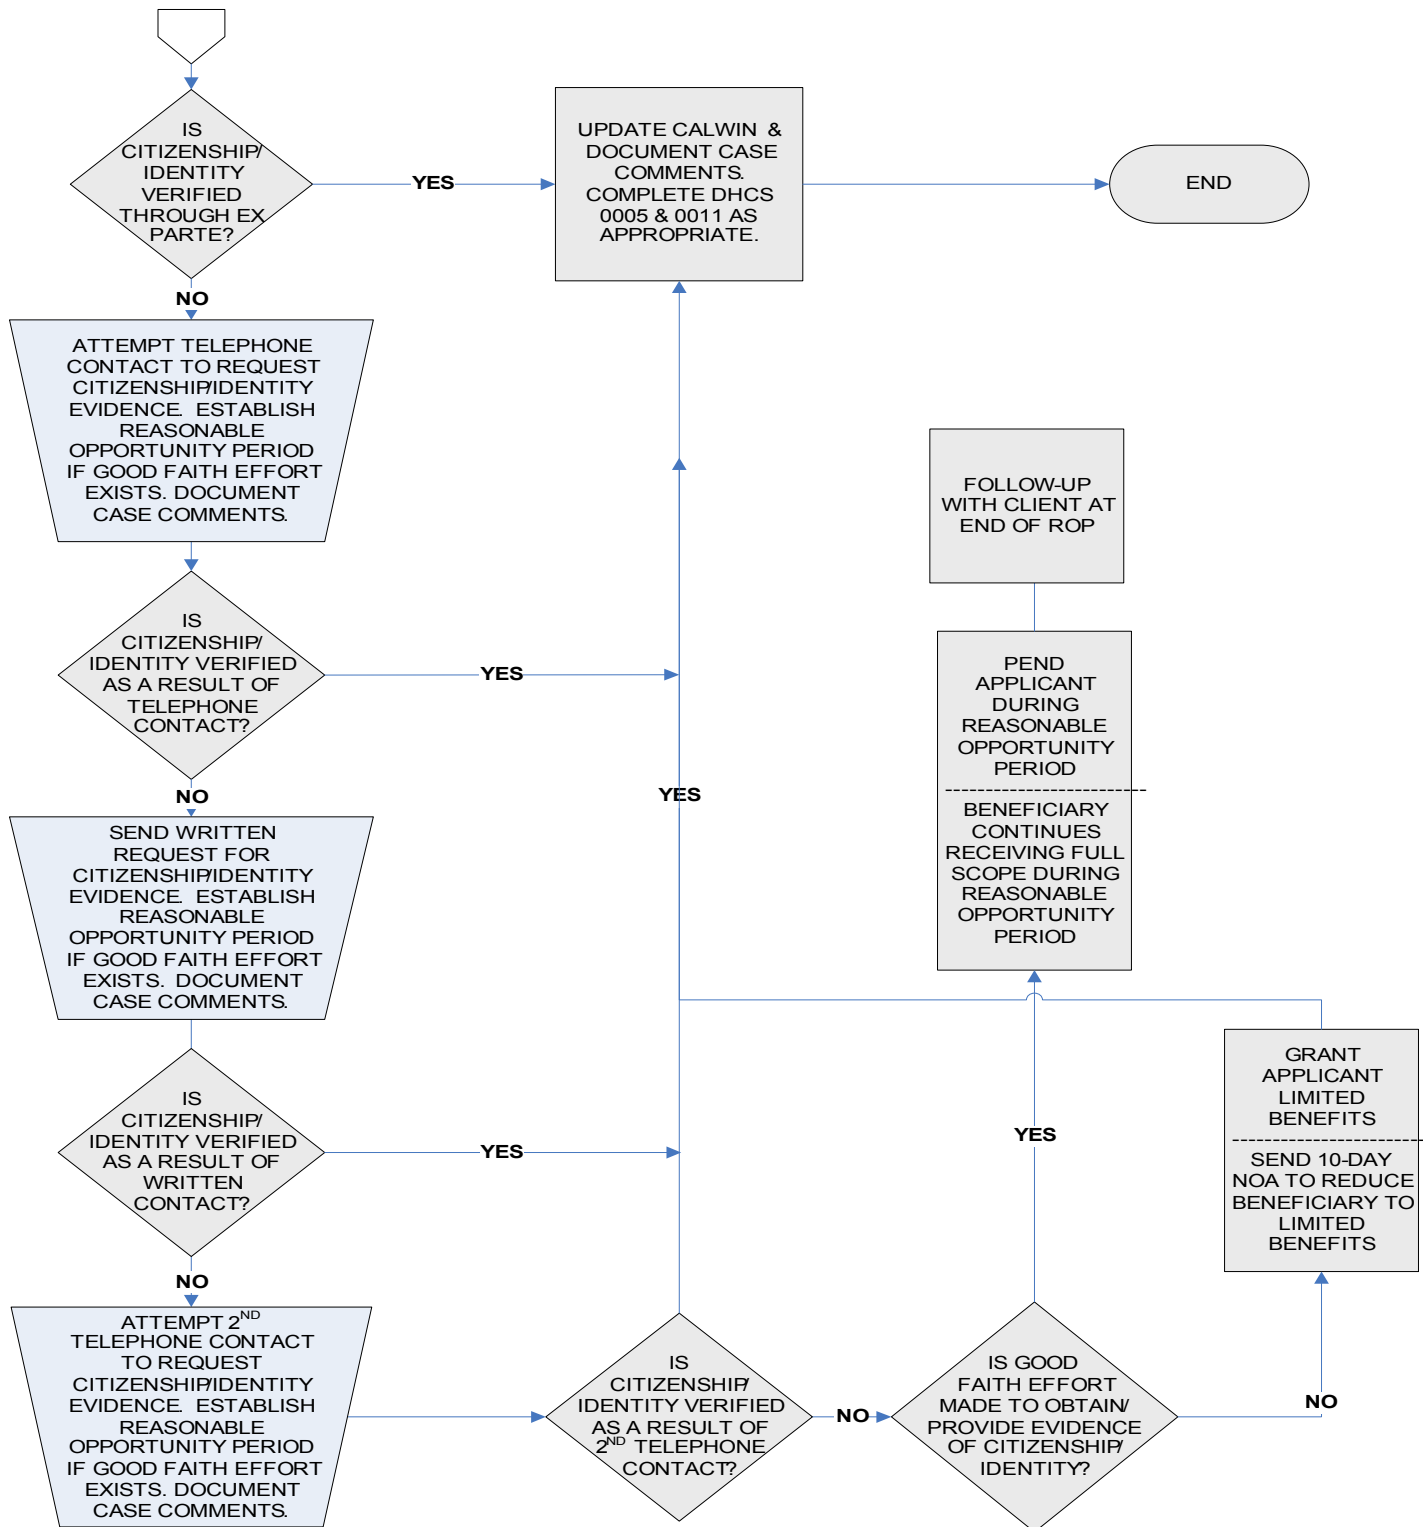 IS
CITIZENSHIP/
IDENTITY
VERIFIED
THROUGH EX
PARTE?
YES
UPDATE CALWIN &
DOCUMENT CASE
COMMENTS.
COMPLETE DHCS
0005 & 0011 AS
APPROPRIATE.
END
NO
ATTEMPT TELEPHONE
CONTACT TO REQUEST
CITIZENSHIP/IDENTITY
EVIDENCE. ESTABLISH
REASONABLE
OPPORTUNITY PERIOD
IF GOOD FAITH EFFORT
EXISTS. DOCUMENT
CASE COMMENTS.
IS
CITIZENSHIP/
IDENTITY VERIFIED
AS A RESULT OF
TELEPHONE
CONTACT?
YES
NO
SEND WRITTEN
REQUEST FOR
CITIZENSHIP/IDENTITY
EVIDENCE. ESTABLISH
REASONABLE
OPPORTUNITY PERIOD
IF GOOD FAITH EFFORT
EXISTS. DOCUMENT
CASE COMMENTS.
IS
CITIZENSHIP/
IDENTITY VERIFIED
AS A RESULT OF
WRITTEN
CONTACT?
YES
NO
ATTEMPT 2ND
TELEPHONE CONTACT
TO REQUEST
CITIZENSHIP/IDENTITY
EVIDENCE. ESTABLISH
REASONABLE
OPPORTUNITY PERIOD
IF GOOD FAITH EFFORT
EXISTS. DOCUMENT
CASE COMMENTS.
IS
CITIZENSHIP/
IDENTITY VERIFIED
AS A RESULT OF
2ND TELEPHONE
CONTACT?
YES
NO
IS GOOD
FAITH EFFORT
MADE TO OBTAIN/
PROVIDE EVIDENCE
OF CITIZENSHIP/
IDENTITY?
YES
PEND
APPLICANT
DURING
REASONABLE
OPPORTUNITY
PERIOD
BENEFICIARY
CONTINUES
RECEIVING FULL
SCOPE DURING
REASONABLE
OPPORTUNITY
PERIOD
FOLLOW-UP
WITH CLIENT AT
END OF ROP
NO
GRANT
APPLICANT
LIMITED
BENEFITS
SEND 10-DAY
NOA TO REDUCE
BENEFICIARY TO
LIMITED
BENEFITS